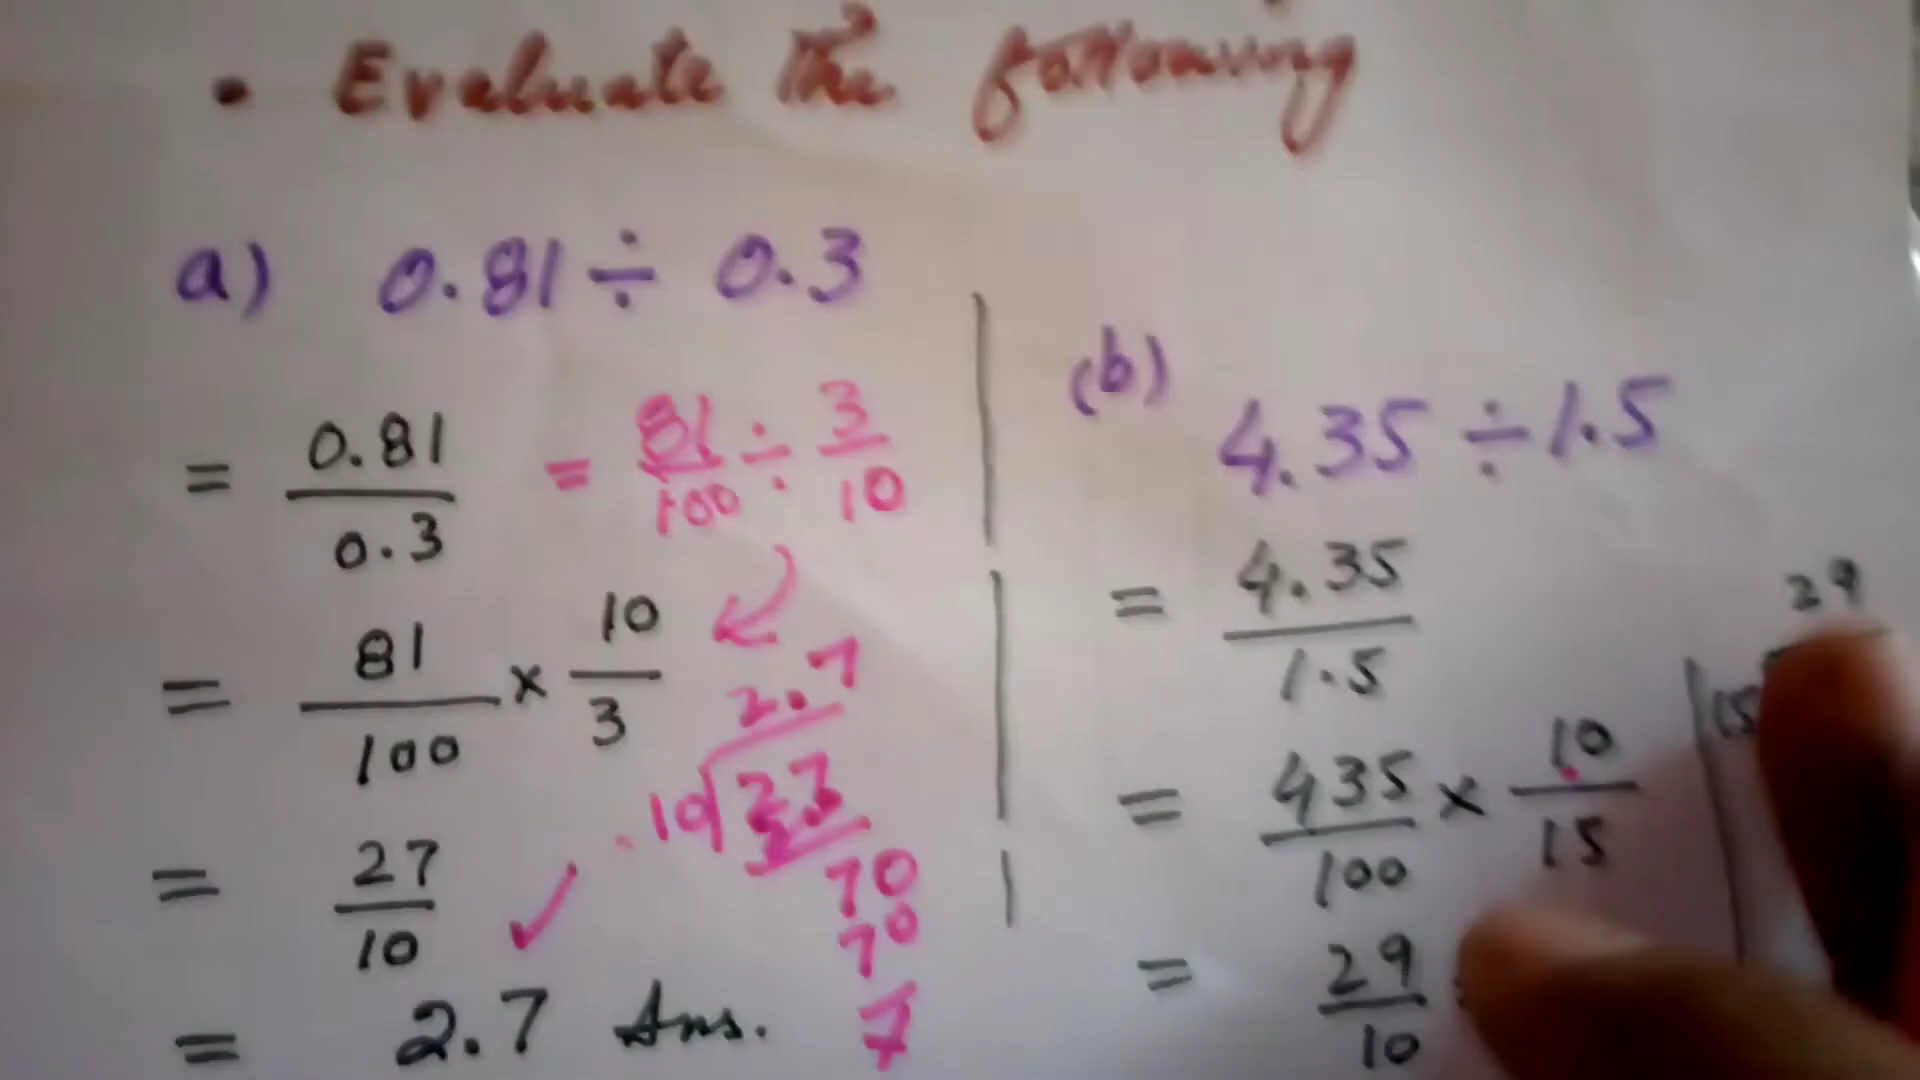 • Evaluate the following
a) 0.81 ÷ 0.3
= 0.81/0.3 = 81/100 ÷ 3/10
= 81/100 × 10/3
= 27/10
= 2.7 Ans.
2.7
10 27
70
70
(b) 4.35 ÷ 1.5
= 4.35/1.5
= 435/100 × 10/15
= 29/10
29
15